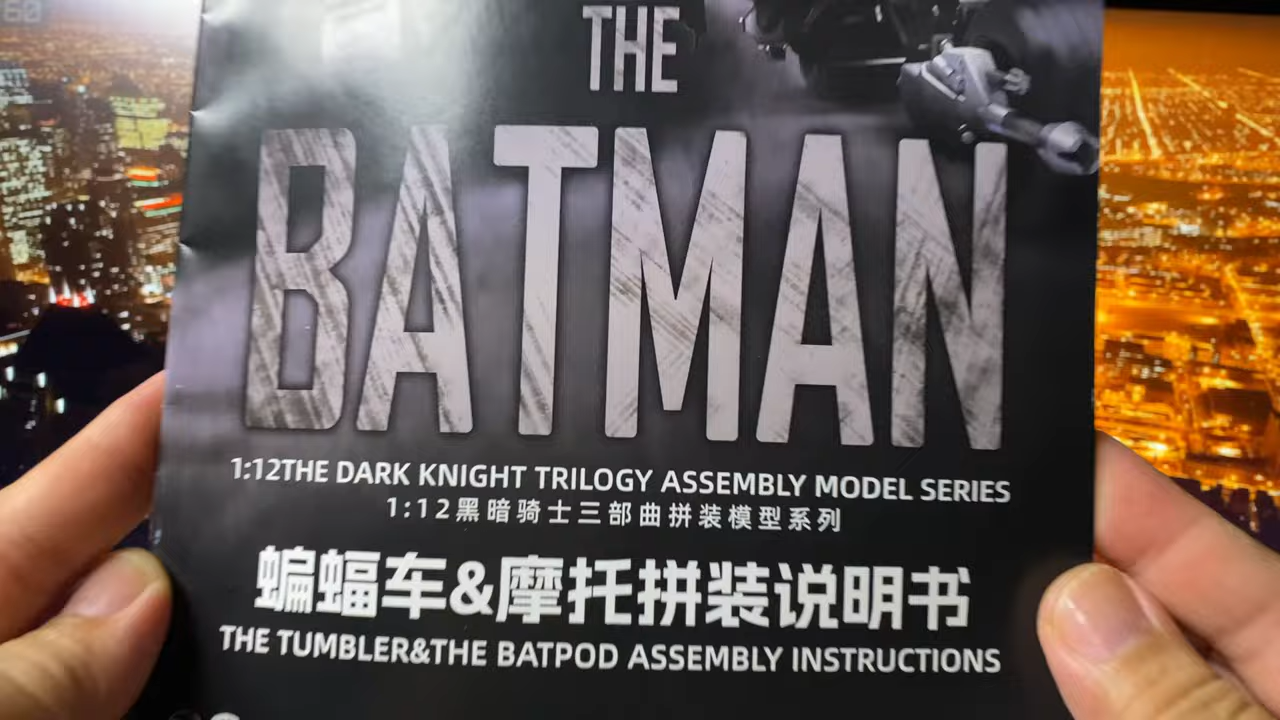 60
THE
BATMAN
1:12THE DARK KNIGHT TRILOGY ASSEMBLY MODEL SERIES
1:12黑暗骑士三部曲拼装模型系列
蝙蝠车&摩托拼装说明书
THE TUMBLER&THE BATPOD ASSEMBLY INSTRUCTIONS